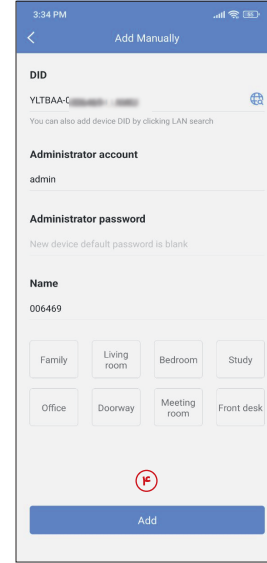 3:34 PM
Add Manually
DID
YLTBAA-
You can also add device DID by clicking LAN search
Administrator account
admin
Administrator password
New device default password is blank
Name
006469
Family
Living room
Bedroom
Study
Office
Doorway
Meeting room
Front desk
۴
Add